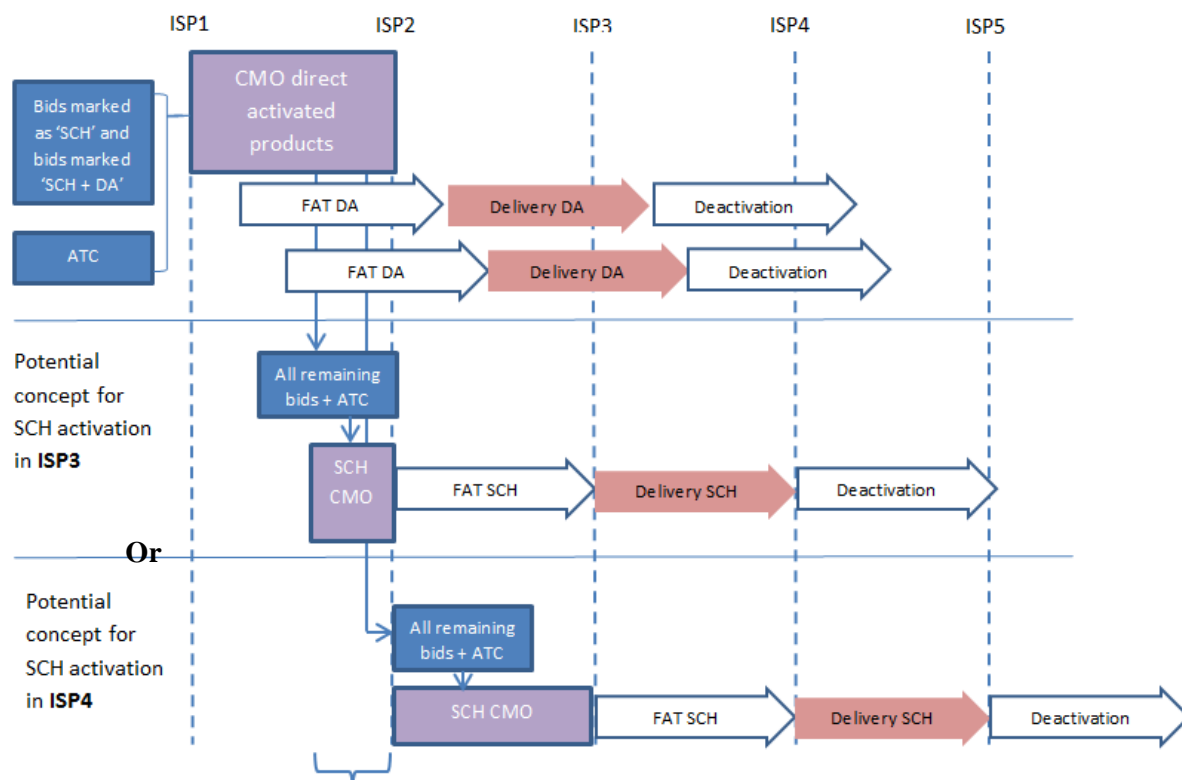 ISP1
ISP2
ISP3
ISP4
ISP5
Bids marked
as ‘SCH’ and
bids marked
‘SCH + DA’
ATC
CMO direct
activated
products
FAT DA
Delivery DA
Deactivation
FAT DA
Delivery DA
Deactivation
Potential
concept for
SCH activation
in ISP3
All remaining
bids + ATC
SCH
CMO
FAT SCH
Delivery SCH
Deactivation
Or
Potential
concept for
SCH activation
in ISP4
All remaining
bids + ATC
SCH CMO
FAT SCH
Delivery SCH
Deactivation